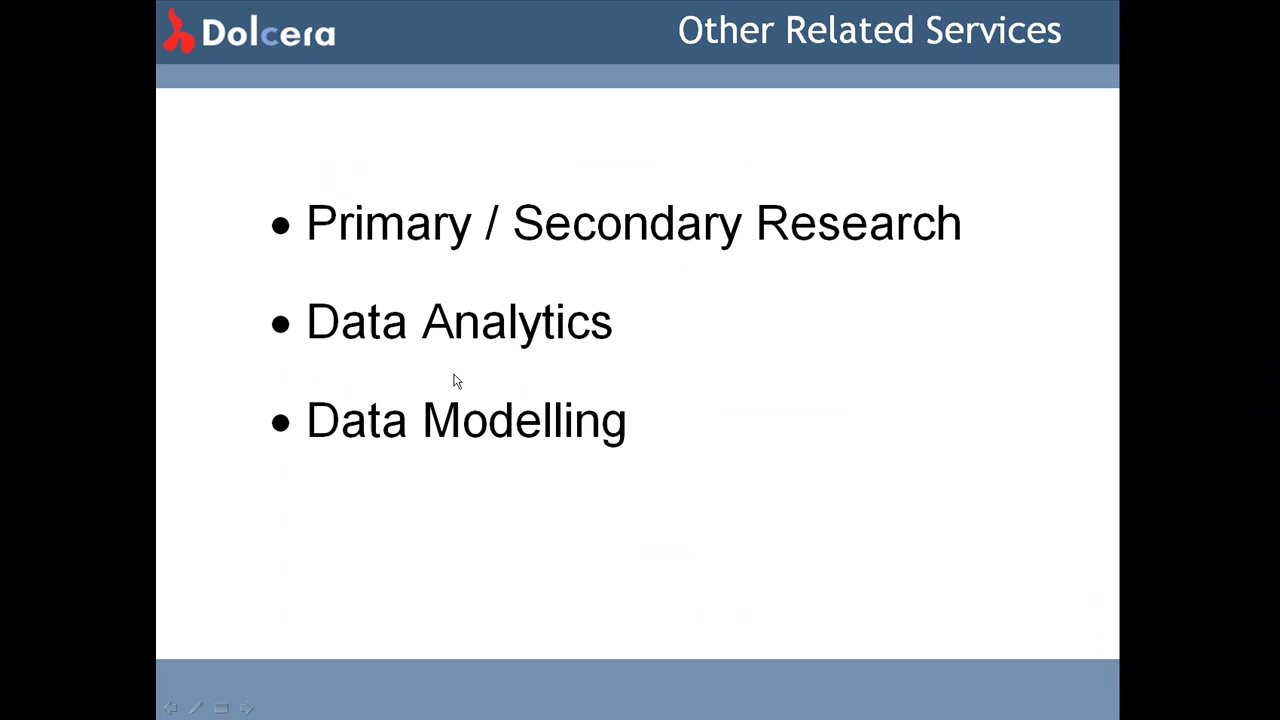 Dolcera
Other Related Services
• Primary / Secondary Research
• Data Analytics
• Data Modelling